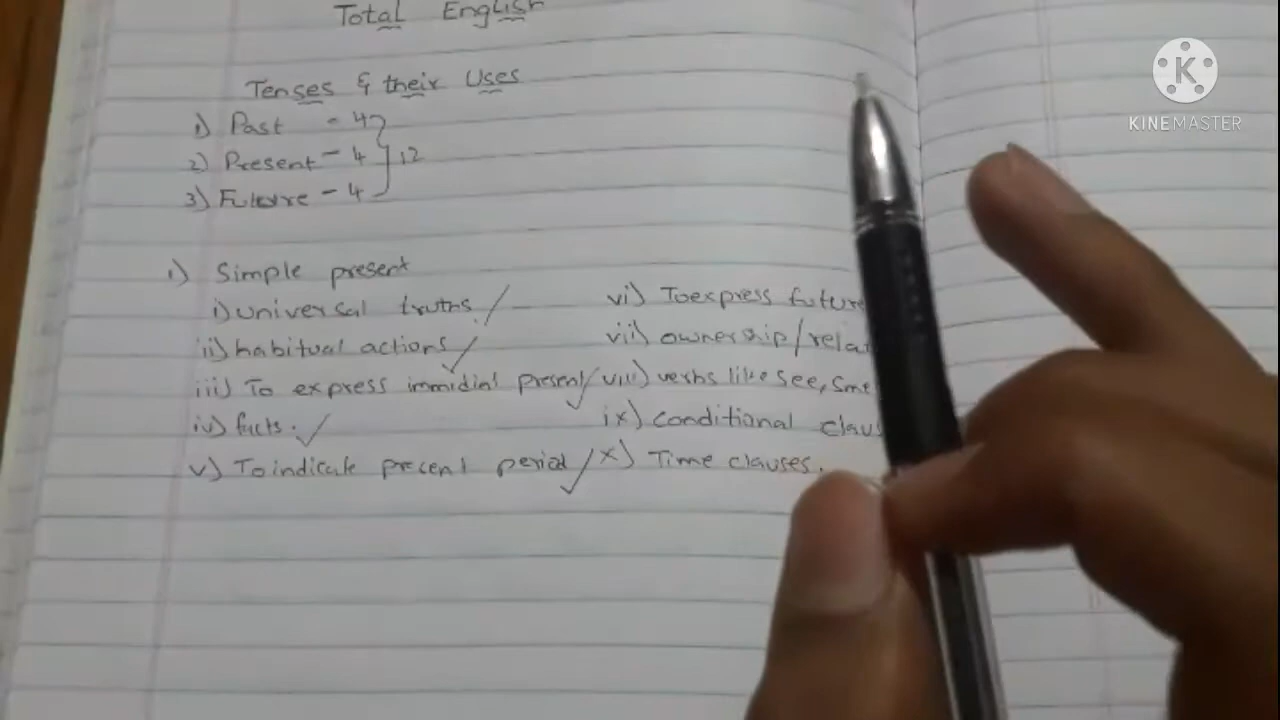 Total English
Tenses & their Uses
1) Past - 4
2) Present - 4 } 12
3) Future - 4
1) Simple present
i) universal truths.
ii) habitual actions
iii) To express immidint present
iv) facts.
v) To indicate present period
vi) To express future
vii) ownership/
viii) verbs like see,
ix) conditional
x) Time clauses.
K
KINEMASTER